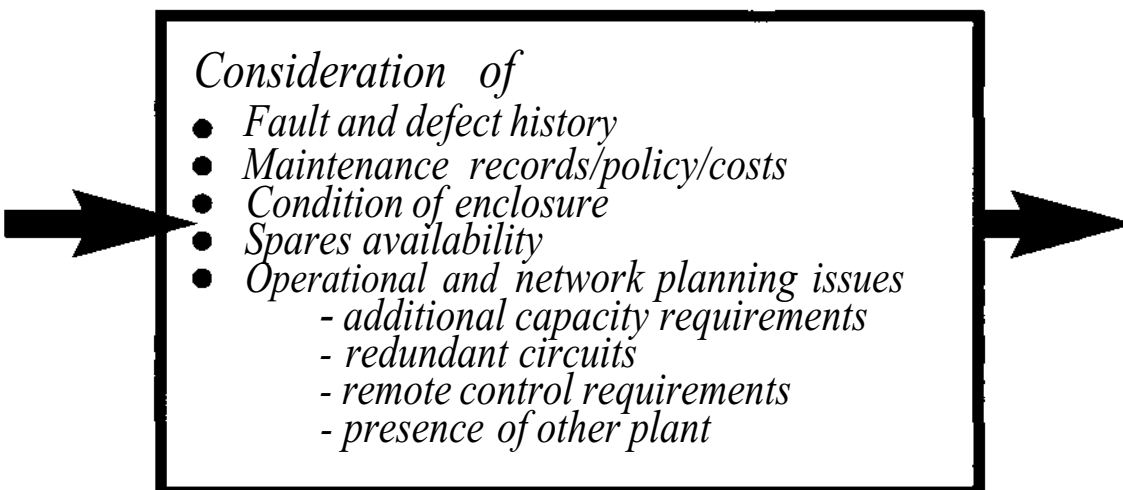 Consideration of
● Fault and defect history
● Maintenance records/policy/costs
● Condition of enclosure
● Spares availability
● Operational and network planning issues
- additional capacity requirements
- redundant circuits
- remote control requirements
- presence of other plant